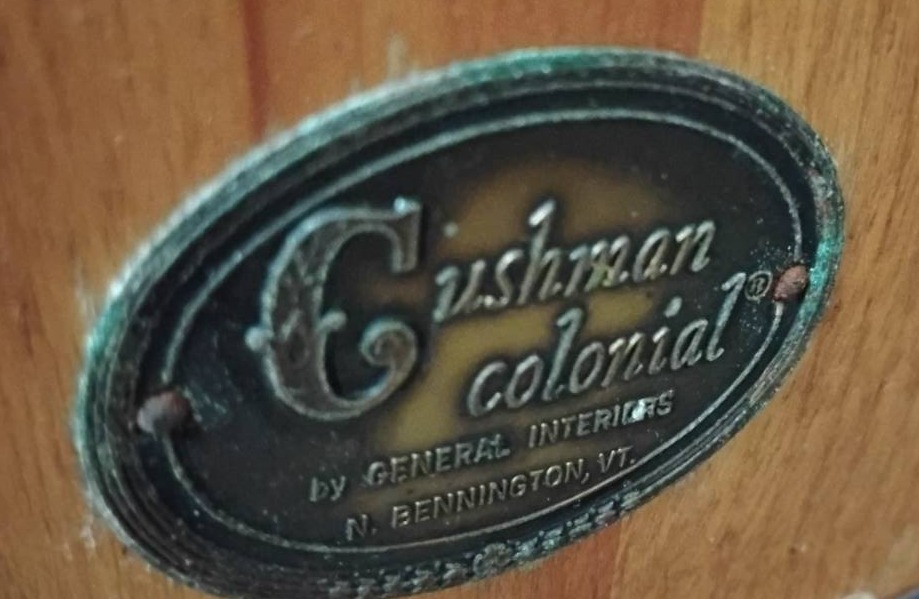 Cushman
colonial®
by GENERAL INTERIORS
N. BENNINGTON, VT.